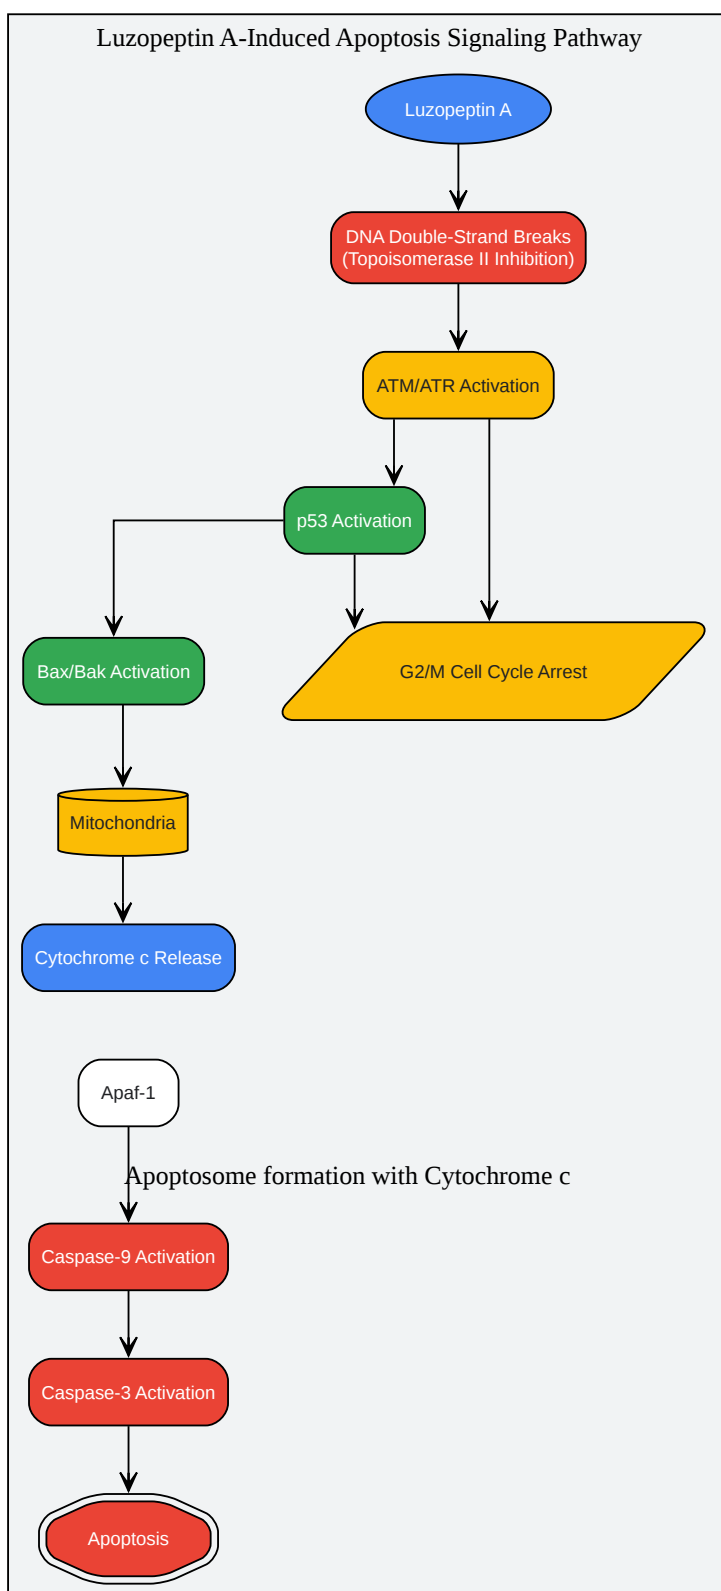 Luzopeptin A-Induced Apoptosis Signaling Pathway
Luzopeptin A
DNA Double-Strand Breaks
(Topoisomerase II Inhibition)
ATM/ATR Activation
p53 Activation
Bax/Bak Activation
G2/M Cell Cycle Arrest
Mitochondria
Cytochrome c Release
Apaf-1
Apoptosome formation with Cytochrome c
Caspase-9 Activation
Caspase-3 Activation
Apoptosis